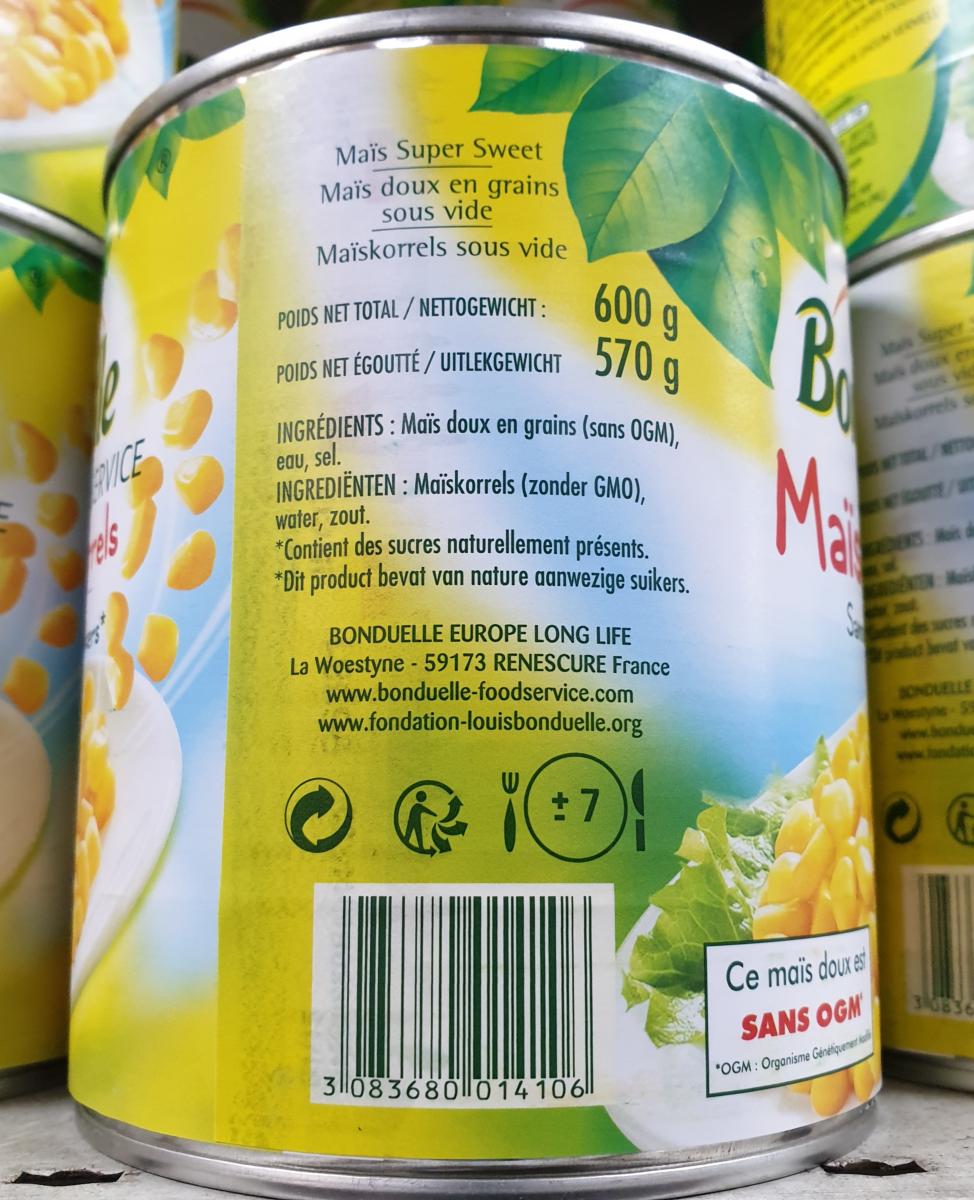 Maïs Super Sweet
Maïs doux en grains
sous vide
Maïskorrels sous vide
POIDS NET TOTAL / NETTOGEWICHT : 600 g
POIDS NET ÉGOUTTÉ / UITLEKGEWICHT 570 g
INGRÉDIENTS : Maïs doux en grains (sans OGM),
eau, sel.
INGREDIËNTEN : Maïskorrels (zonder GMO),
water, zout.
*Contient des sucres naturellement présents.
*Dit product bevat van nature aanwezige suikers.
BONDUELLE EUROPE LONG LIFE
La Woestyne - 59173 RENESCURE France
www.bonduelle-foodservice.com
www.fondation-louisbonduelle.org
± 7
3 083680 014106
Maïs
Ce maïs doux est
SANS OGM*
*OGM : Organisme Génétiquement Modifié